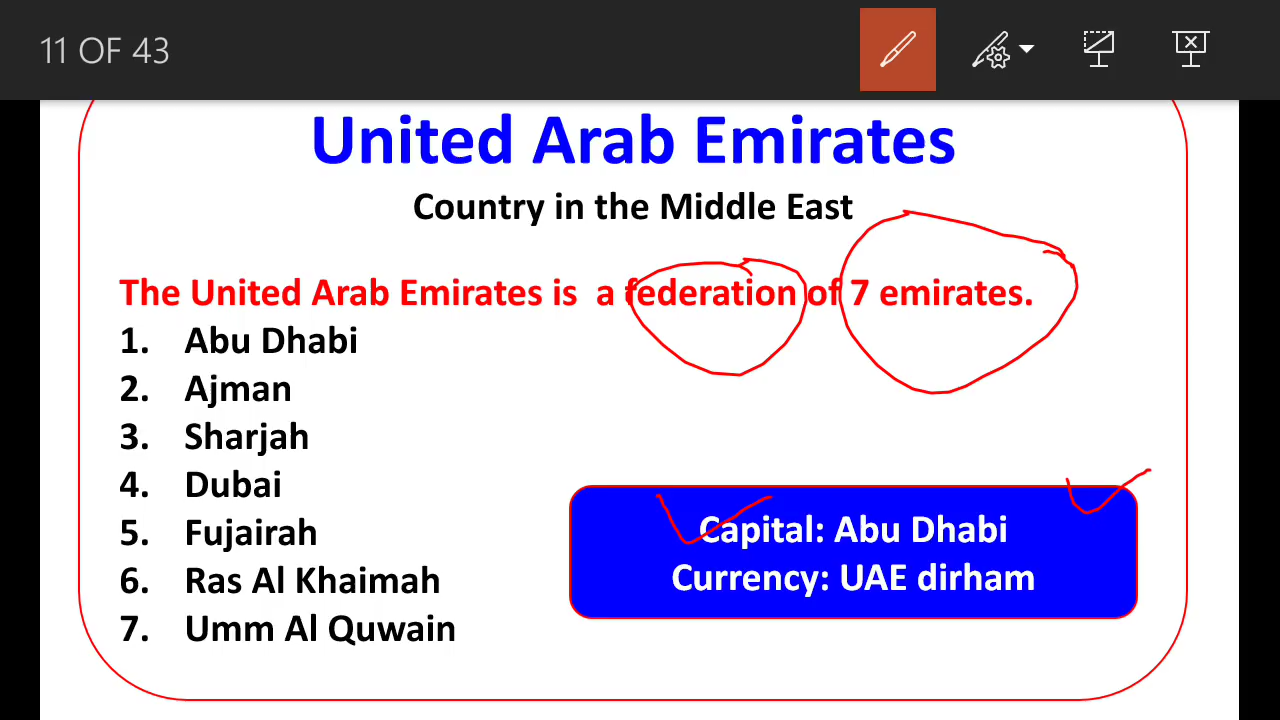 11 OF 43
United Arab Emirates
Country in the Middle East
The United Arab Emirates is a federation of 7 emirates.
1. Abu Dhabi
2. Ajman
3. Sharjah
4. Dubai
5. Fujairah
6. Ras Al Khaimah
7. Umm Al Quwain
Capital: Abu Dhabi
Currency: UAE dirham